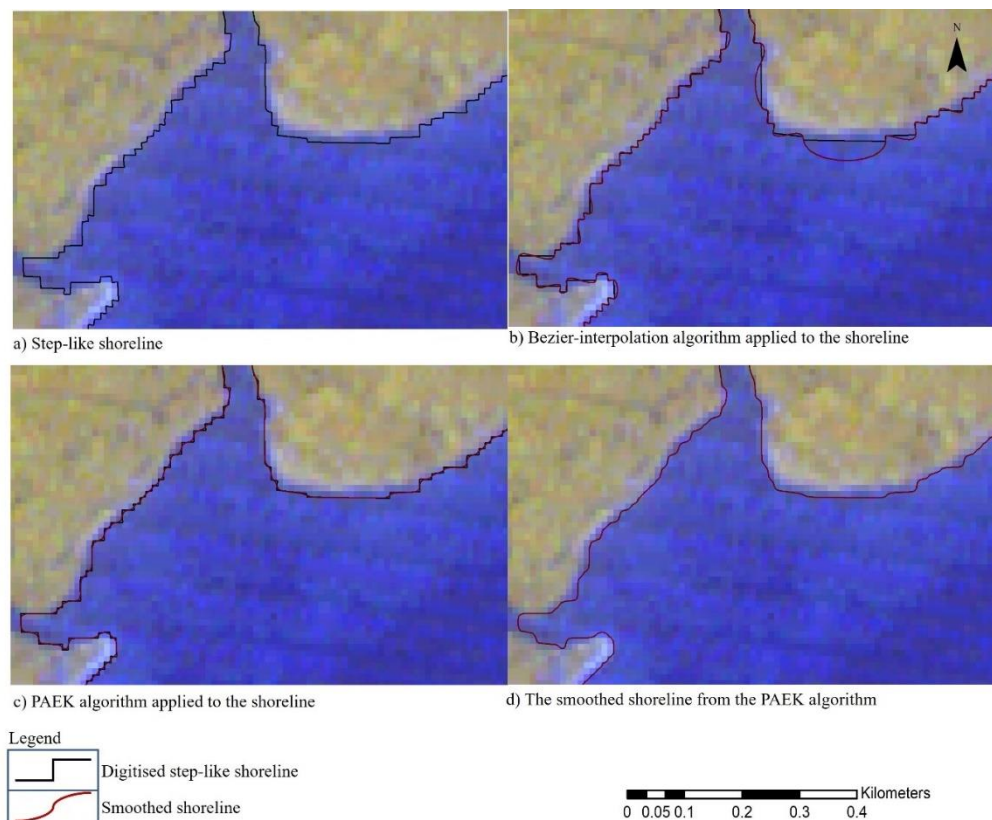 N
a) Step-like shoreline
b) Bezier-interpolation algorithm applied to the shoreline
c) PAEK algorithm applied to the shoreline
d) The smoothed shoreline from the PAEK algorithm
Legend
Digitised step-like shoreline
Smoothed shoreline
Kilometers
0 0.05 0.1 0.2 0.3 0.4